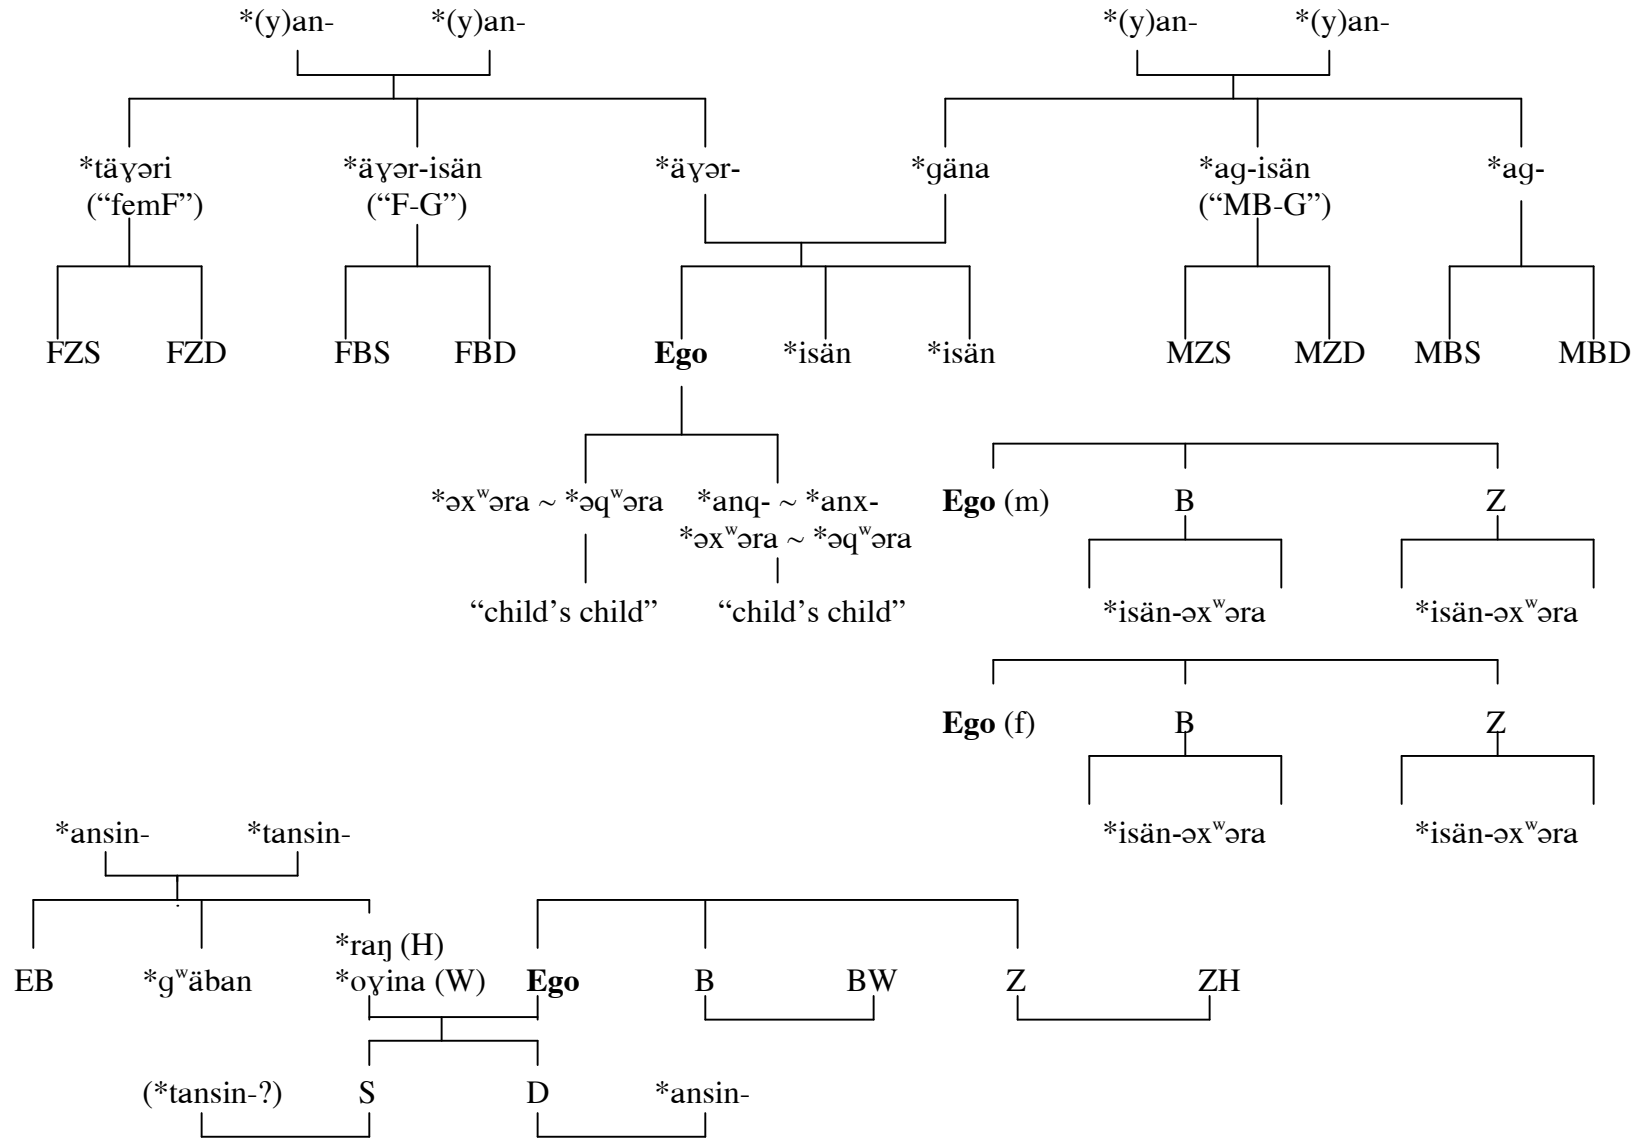 *(y)an- *(y)an- *(y)an- *(y)an-
*täɣəri *äɣər-isän *äɣər- *gäna *ag-isän *ag-
(“femF”) (“F-G”) (“MB-G”)
FZS FZD FBS FBD Ego *isän *isän MZS MZD MBS MBD
*əxʷəra ~ *əqʷəra *anq- ~ *anx- Ego (m) B Z
*əxʷəra ~ *əqʷəra
“child’s child” “child’s child” *isän-əxʷəra *isän-əxʷəra
Ego (f) B Z
*ansin- *tansin- *isän-əxʷəra *isän-əxʷəra
*raŋ (H)
EB *gʷäban *oɣina (W) Ego B BW Z ZH
(*tansin-?) S D *ansin-